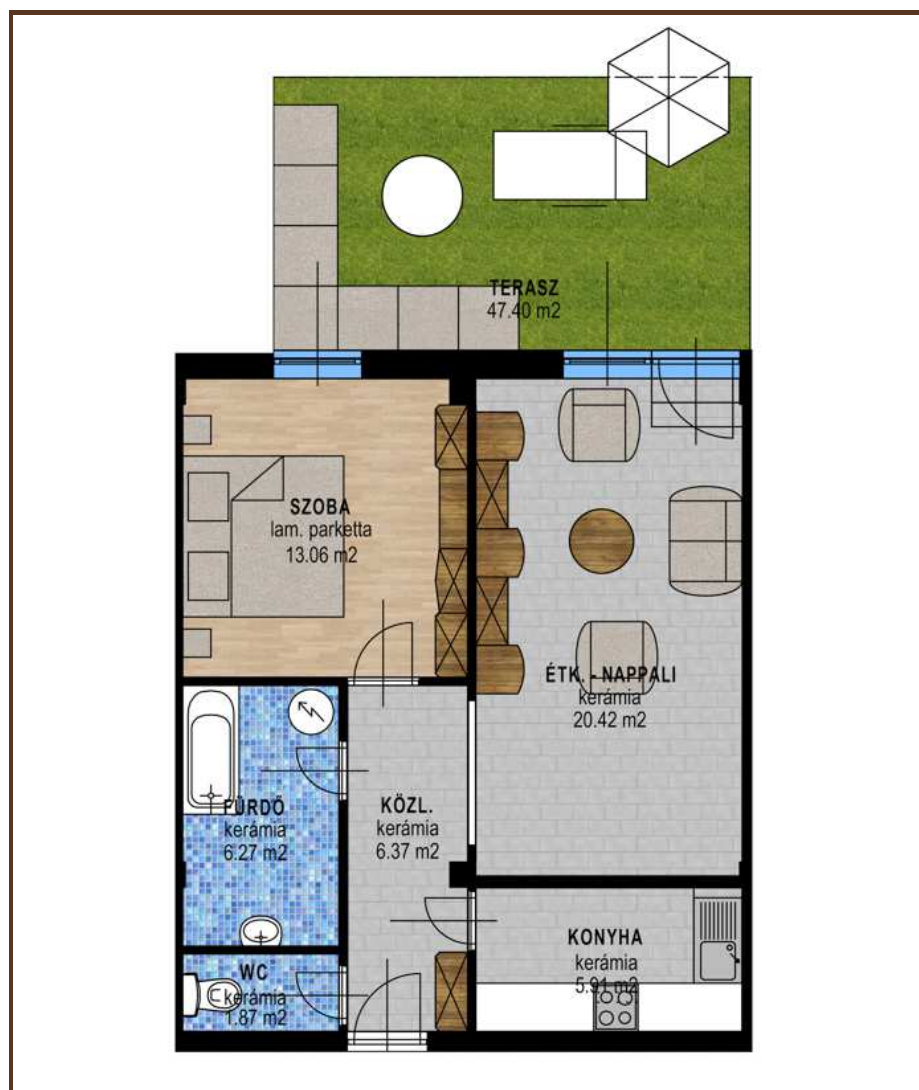 TERASZ
47.40 m2
SZOBA
lam. parketta
13.06 m2
ÉTK. - NAPPALI
kerámia
20.42 m2
FÜRDŐ
kerámia
6.27 m2
KÖZL.
kerámia
6.37 m2
KONYHA
kerámia
5.91 m2
WC
kerámia
1.87 m2